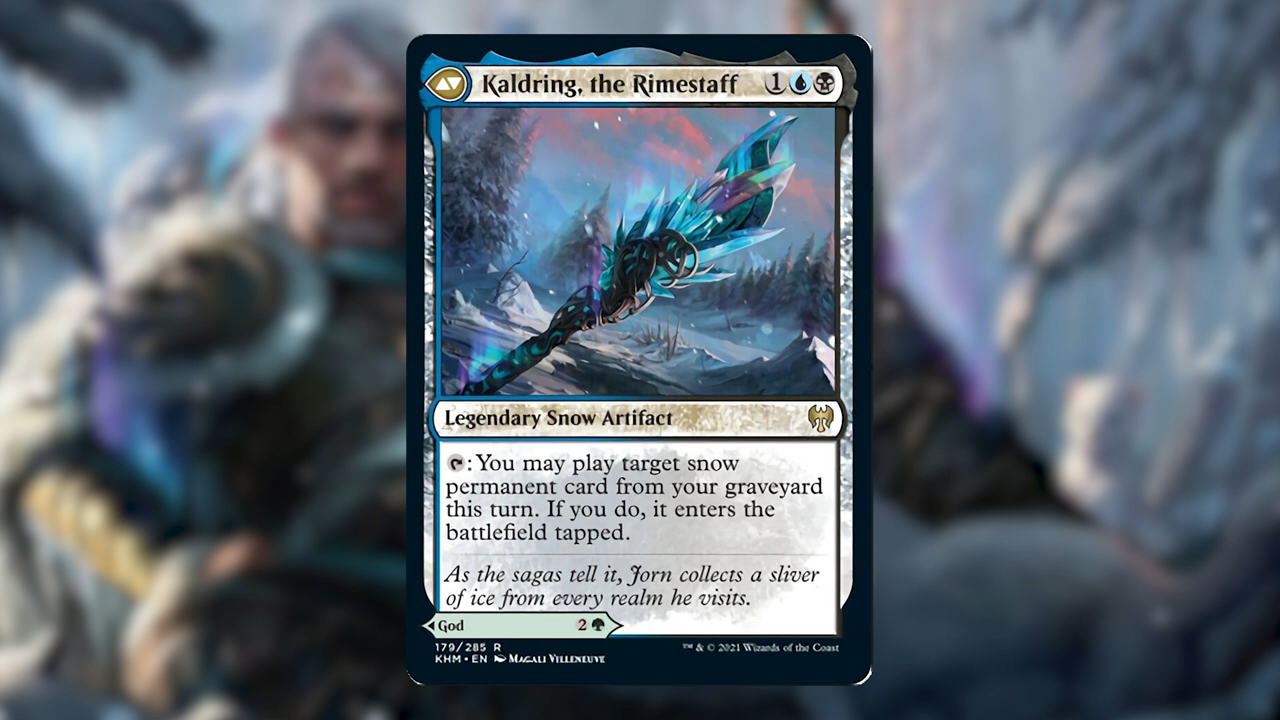 Kaldring, the Rimestaff 1
Legendary Snow Artifact
: You may play target snow
permanent card from your graveyard
this turn. If you do, it enters the
battlefield tapped.
As the sagas tell it, Jorn collects a sliver
of ice from every realm he visits.
God 2
179/285 R
KHM • EN Magali Villeneuve
™ & © 2021 Wizards of the Coast